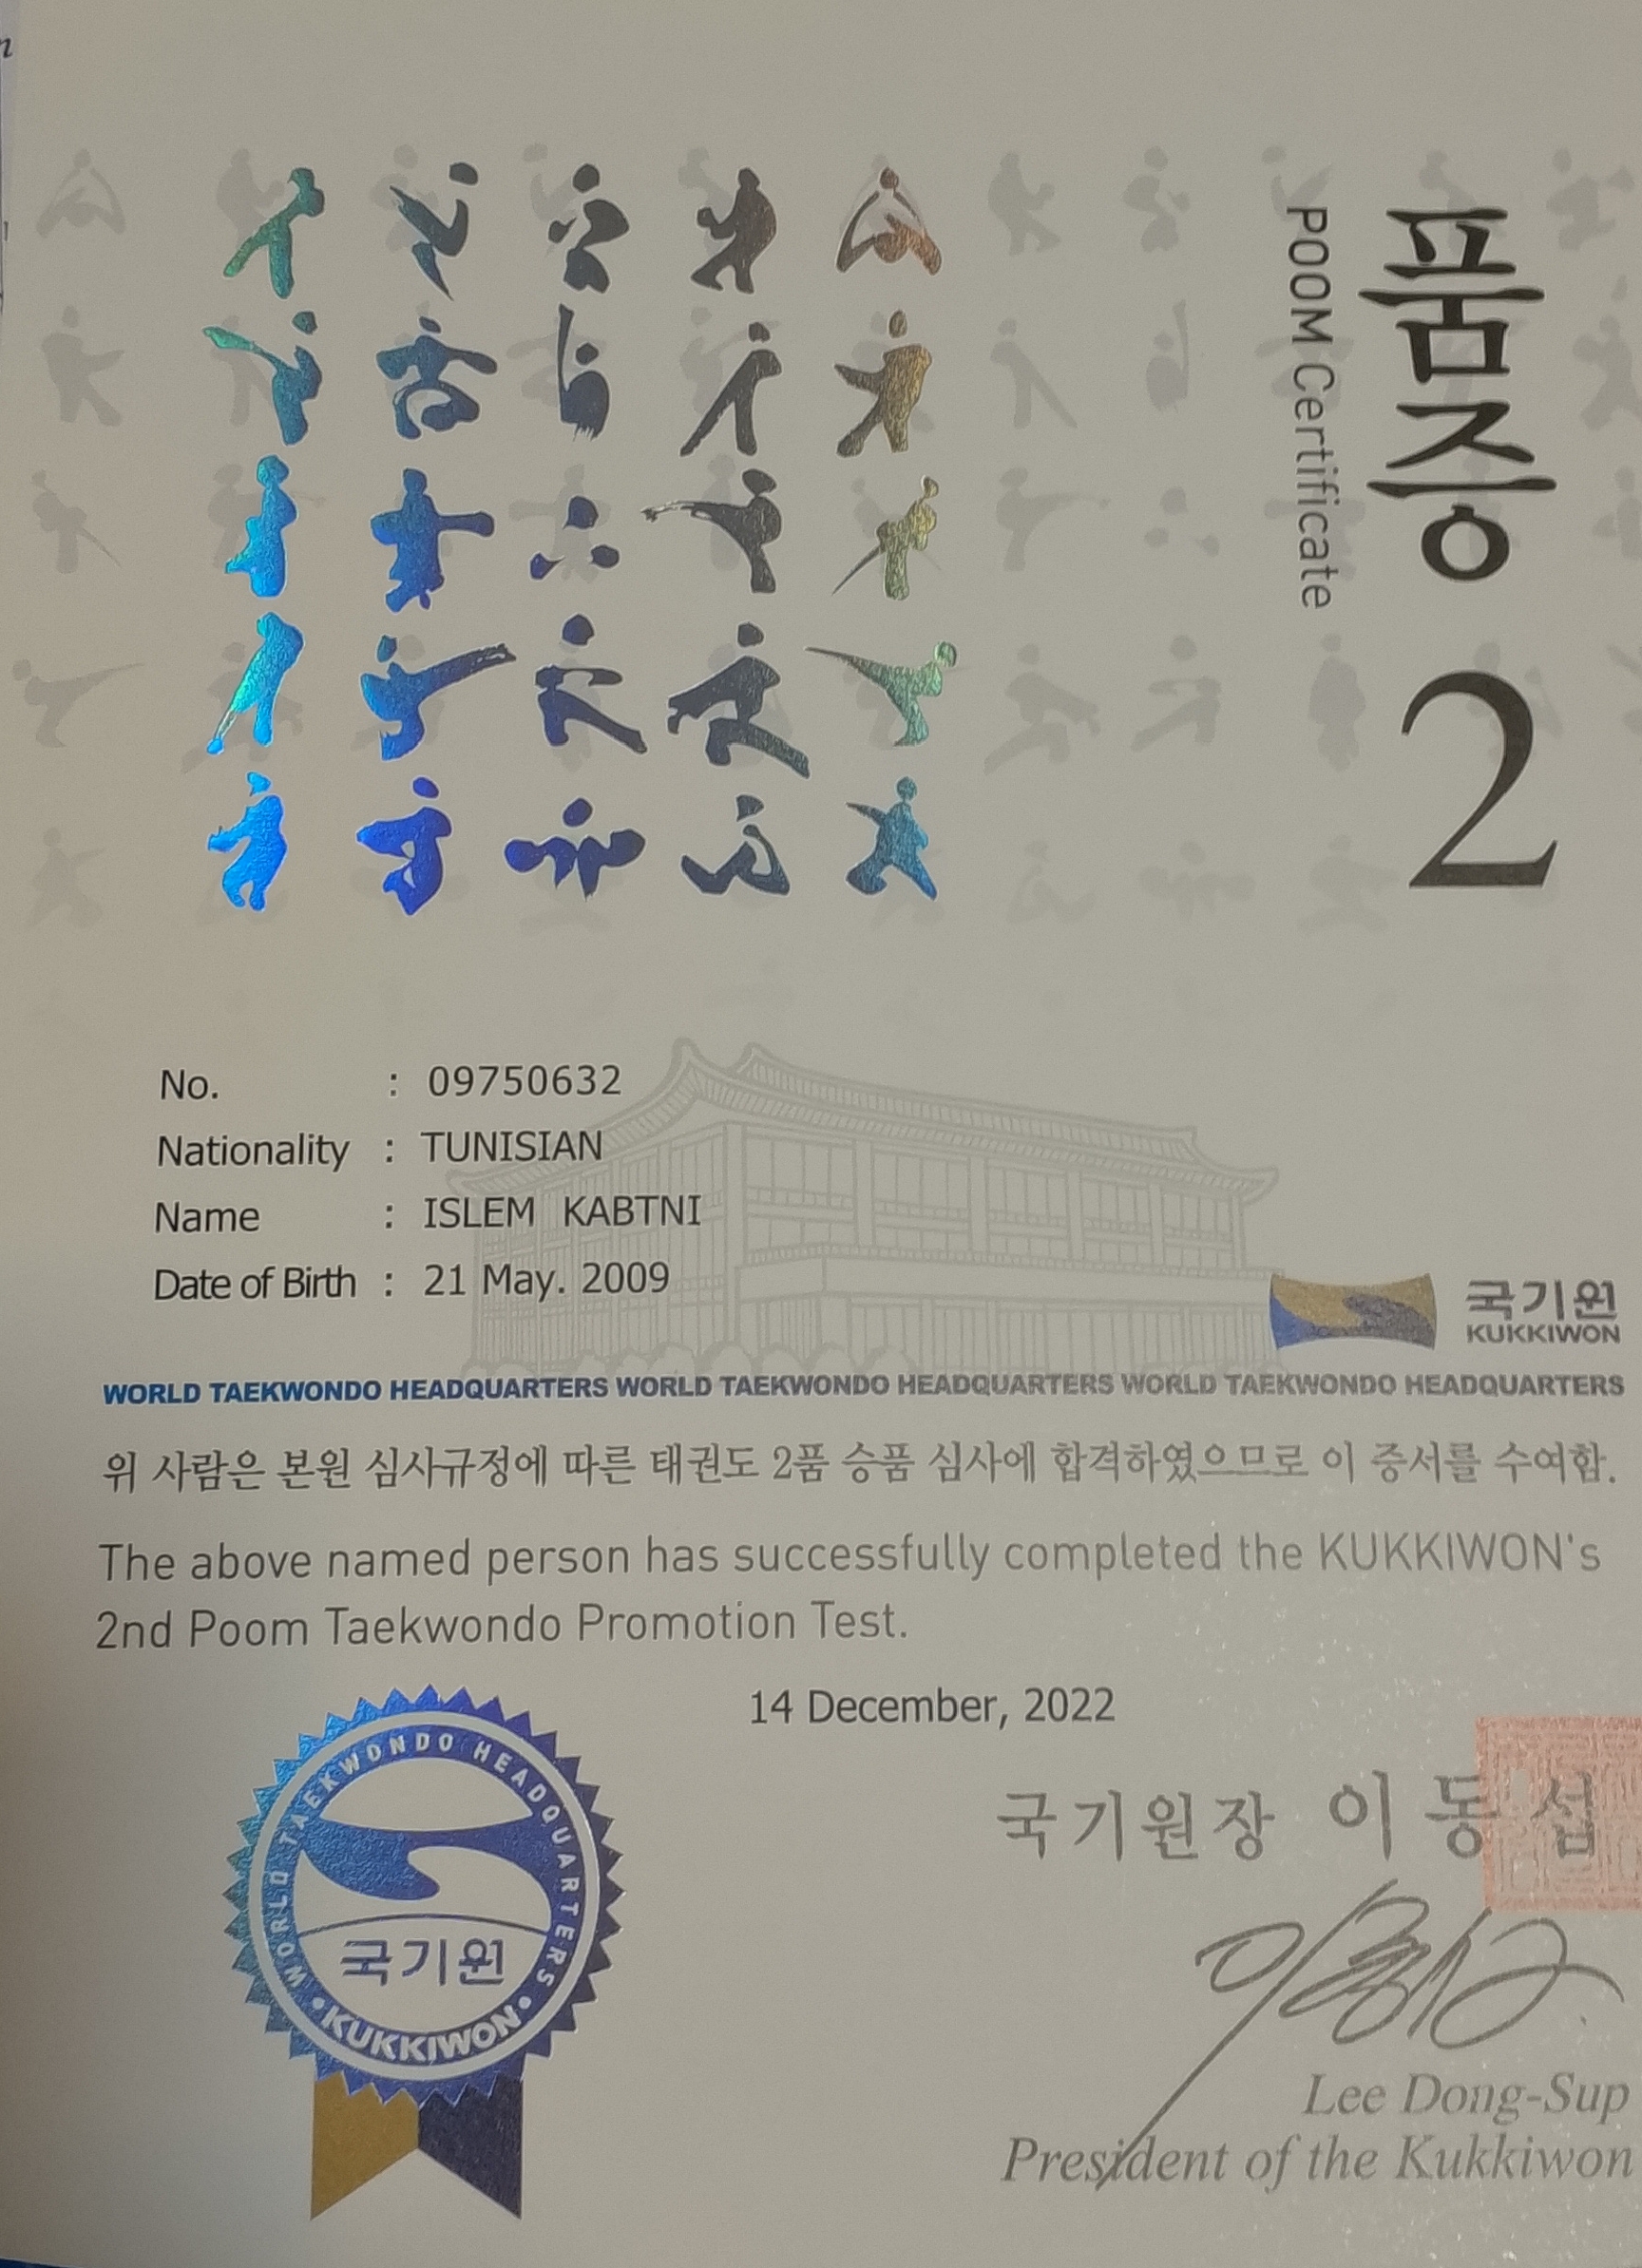 품증
POOM Certificate
2
No. : 09750632
Nationality : TUNISIAN
Name : ISLEM KABTNI
Date of Birth : 21 May. 2009
국기원
KUKKIWON
WORLD TAEKWONDO HEADQUARTERS WORLD TAEKWONDO HEADQUARTERS WORLD TAEKWONDO HEADQUARTERS
위 사람은 본원 심사규정에 따른 태권도 2품 승품 심사에 합격하였으므로 이 증서를 수여함.
The above named person has successfully completed the KUKKIWON's
2nd Poom Taekwondo Promotion Test.
14 December, 2022
WORLD TAEKWONDO HEADQUARTERS
국기원
• KUKKIWON •
국기원장 이동섭
Lee Dong-Sup
President of the Kukkiwon